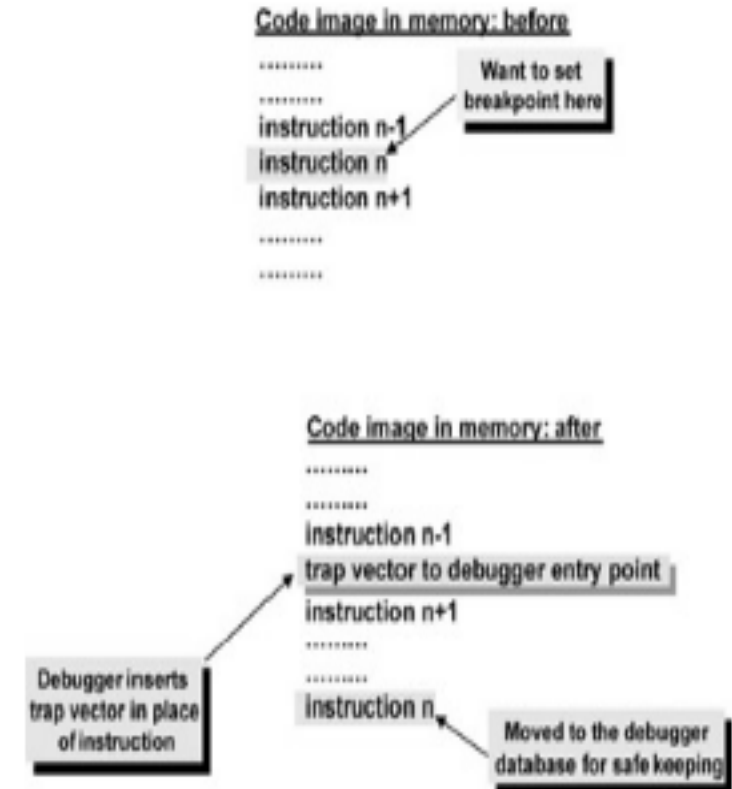 Code image in memory: before
.........
.........
Want to set
breakpoint here
instruction n-1
instruction n
instruction n+1
.........
.........
Code image in memory: after
.........
.........
instruction n-1
trap vector to debugger entry point
instruction n+1
.........
.........
instruction n
Debugger inserts
trap vector in place
of instruction
Moved to the debugger
database for safe keeping